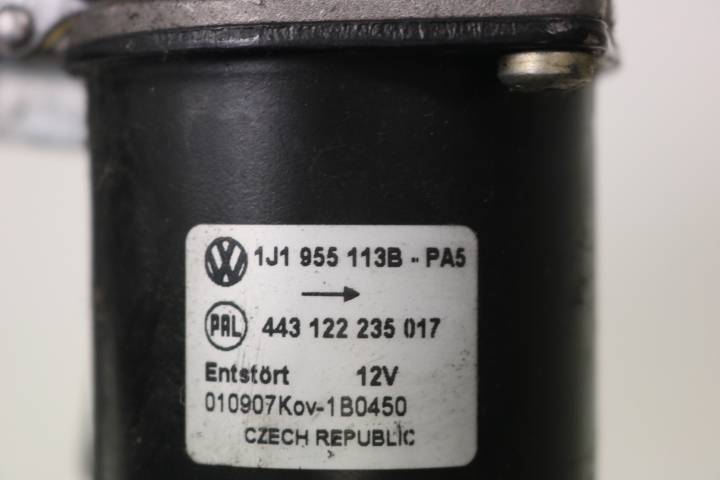 VW 1J1 955 113B - PA5
PAL 443 122 235 017
Entstört 12V
010907Kov-1B0450
CZECH REPUBLIC